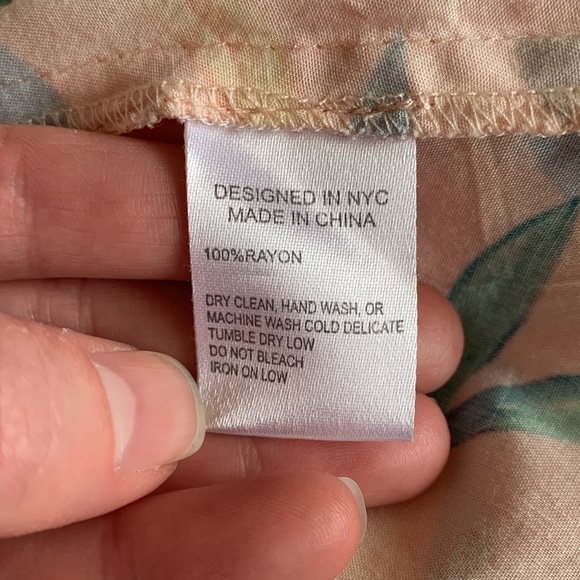 DESIGNED IN NYC
MADE IN CHINA
100%RAYON
DRY CLEAN, HAND WASH, OR
MACHINE WASH COLD DELICATE
TUMBLE DRY LOW
DO NOT BLEACH
IRON ON LOW